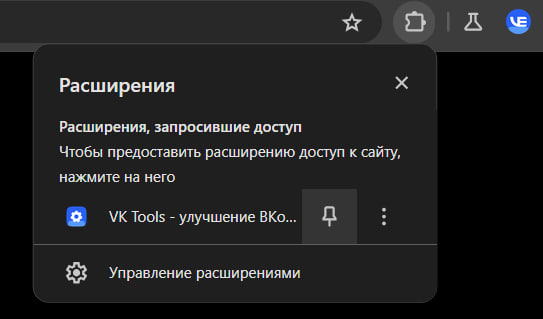 Расширения
Расширения, запросившие доступ
Чтобы предоставить расширению доступ к сайту,
нажмите на него
VK Tools - улучшение ВКо...
Управление расширениями